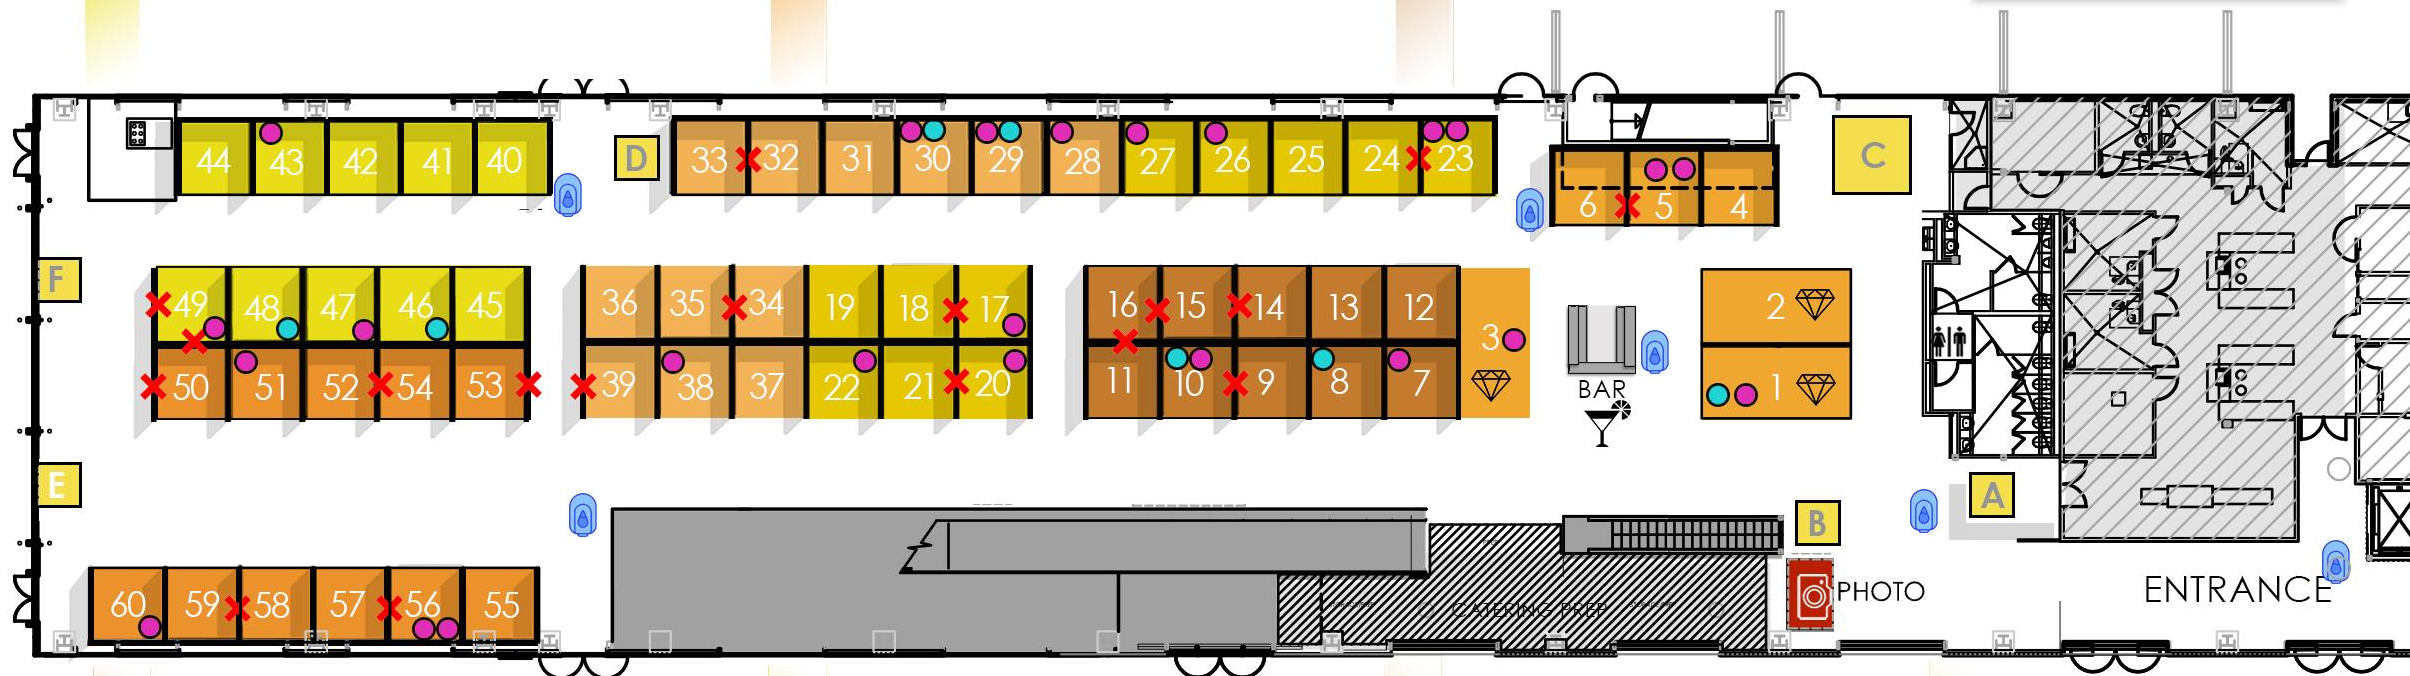 44 43 42 41 40
D
33 32 31 30 29 28 27 26 25 24 23
C
6 5 4
F
49 48 47 46 45
36 35 34 19 18 17
16 15 14 13 12
3
2
50 51 52 54 53
39 38 37 22 21 20
11 10 9 8 7
BAR
1
E
A
B
60 59 58 57 56 55
CATERING PREP
PHOTO
ENTRANCE